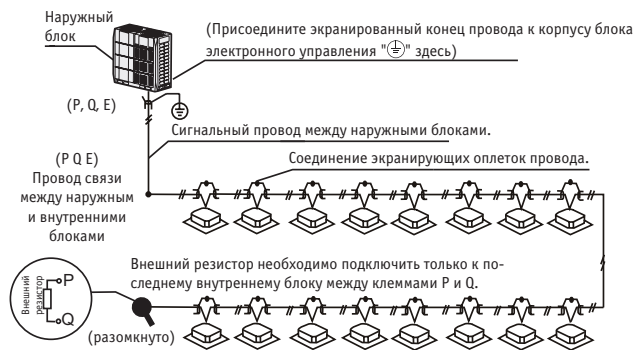 Наружный
блок
(Присоедините экранированный конец провода к корпусу блока
электронного управления "⏚" здесь)
(P, Q, E)
Сигнальный провод между наружными блоками.
(P Q E)
Провод связи
между наружным
и внутренними
блоками
Соединение экранирующих оплеток провода.
Внешний резистор необходимо подключить только к по-
следнему внутреннему блоку между клеммами P и Q.
Внешний
резистор
P
Q
(разомкнуто)